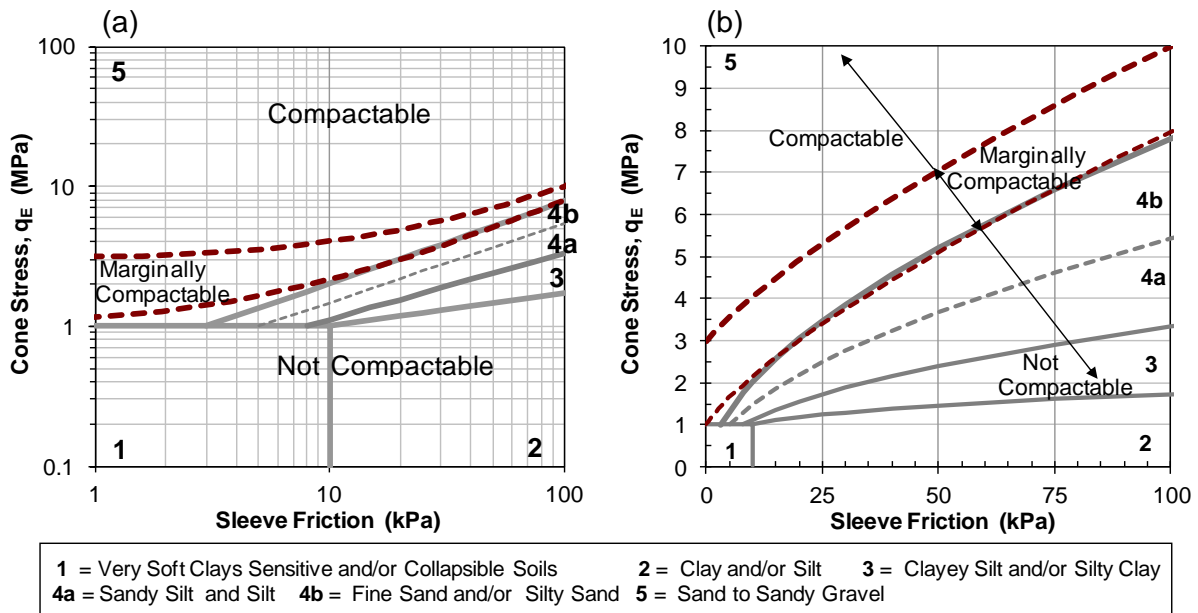 (a)
100
10
1
0.1
Cone Stress, qE (MPa)
5
Compactable
4b
4a
3
Marginally
Compactable
Not Compactable
1
2
1
10
100
Sleeve Friction (kPa)
(b)
10
9
8
7
6
5
4
3
2
1
0
Cone Stress, qE (MPa)
5
Compactable
Marginally
Compactable
4b
4a
3
Not
Compactable
1
2
0
25
50
75
100
Sleeve Friction (kPa)
1 = Very Soft Clays Sensitive and/or Collapsible Soils 2 = Clay and/or Silt 3 = Clayey Silt and/or Silty Clay
4a = Sandy Silt and Silt 4b = Fine Sand and/or Silty Sand 5 = Sand to Sandy Gravel